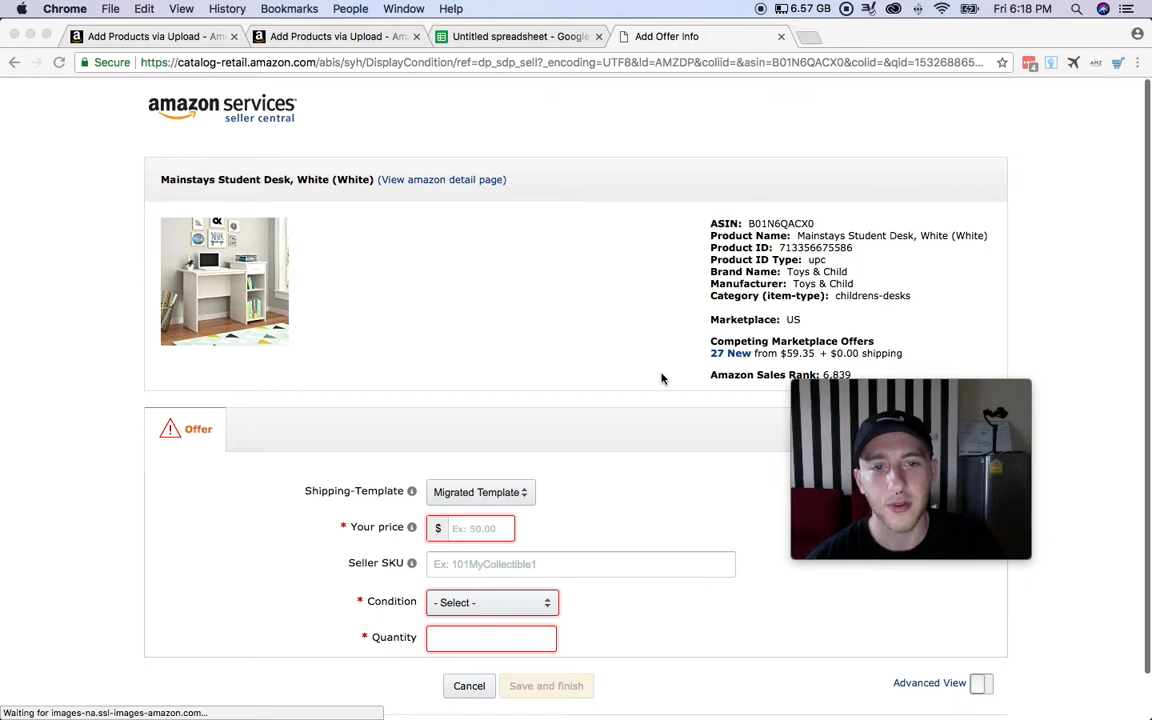 Chrome File Edit View History Bookmarks People Window Help 6.57 GB Fri 6:18 PM
Add Products via Upload - Am Add Products via Upload - Am Untitled spreadsheet - Google Add Offer Info
Secure https://catalog-retail.amazon.com/abis/syh/DisplayCondition/ref=dp_sdp_sell?_encoding=UTF8&ld=AMZDP&coliid=&asin=B01N6QACX0&colid=&qid=153268865...
amazon services
seller central
Mainstays Student Desk, White (White) (View amazon detail page)
ASIN: B01N6QACX0
Product Name: Mainstays Student Desk, White (White)
Product ID: 713356675586
Product ID Type: upc
Brand Name: Toys & Child
Manufacturer: Toys & Child
Category (item-type): childrens-desks
Marketplace: US
Competing Marketplace Offers
27 New from $59.35 + $0.00 shipping
Amazon Sales Rank: 6,839
Offer
Shipping-Template Migrated Template
* Your price $ Ex: 50.00
Seller SKU Ex: 101MyCollectible1
* Condition - Select -
* Quantity
Cancel Save and finish Advanced View
Waiting for images-na.ssl-images-amazon.com...